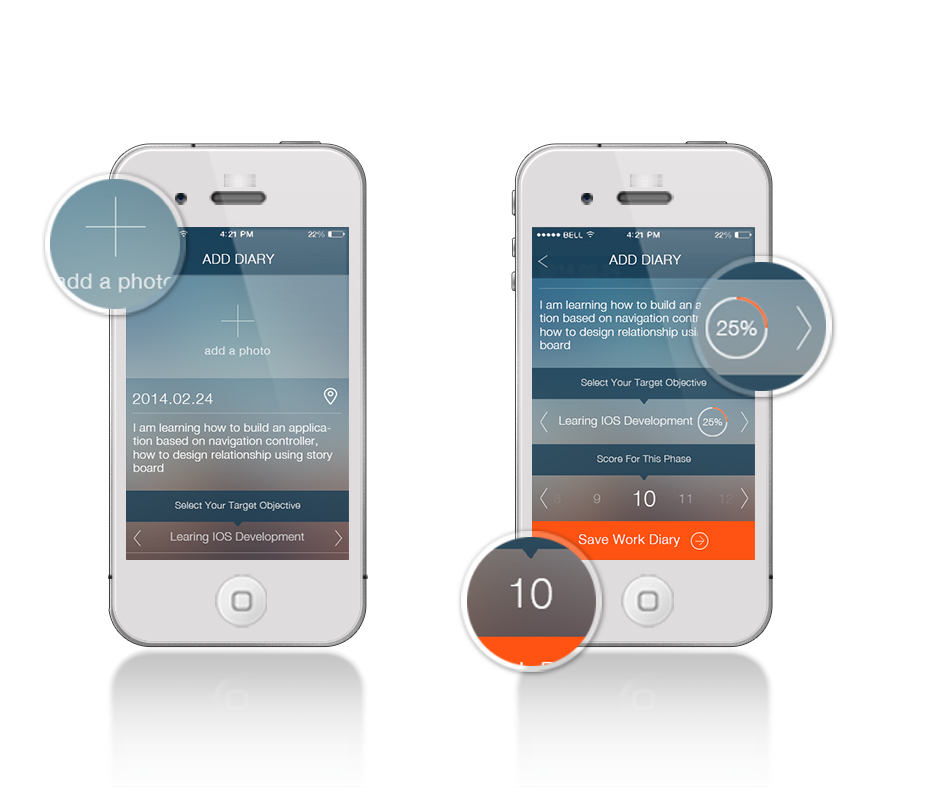 4:21 PM 22%
ADD DIARY
add a photo
add a photo
2014.02.24
I am learning how to build an applica-
tion based on navigation controller,
how to design relationship using story
board
Select Your Target Objective
Learing IOS Development
BELL 4:21 PM 22%
ADD DIARY
I am learning how to build an a
tion based on navigation contr
how to design relationship usi
board
25%
Select Your Target Objective
Learing IOS Development 25%
Score For This Phase
8 9 10 11 12
Save Work Diary
10